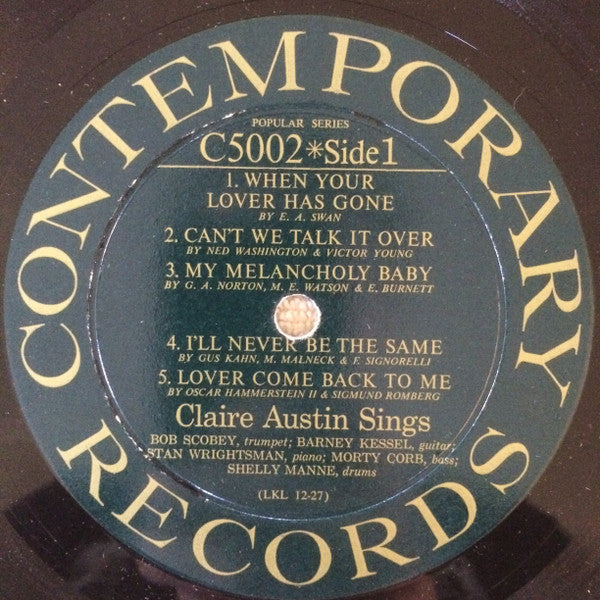 CONTEMPORARY
RECORDS
POPULAR SERIES
C5002*Side1
1. WHEN YOUR
LOVER HAS GONE
BY E. A. SWAN
2. CAN'T WE TALK IT OVER
BY NED WASHINGTON & VICTOR YOUNG
3. MY MELANCHOLY BABY
BY G. A. NORTON, M. E. WATSON & E. BURNETT
4. I'LL NEVER BE THE SAME
BY GUS KAHN, M. MALNECK & F. SIGNORELLI
5. LOVER COME BACK TO ME
BY OSCAR HAMMERSTEIN II & SIGMUND ROMBERG
Claire Austin Sings
BOB SCOBEY, trumpet; BARNEY KESSEL, guitar;
STAN WRIGHTSMAN, piano; MORTY CORB, bass;
SHELLY MANNE, drums
(LKL 12-27)